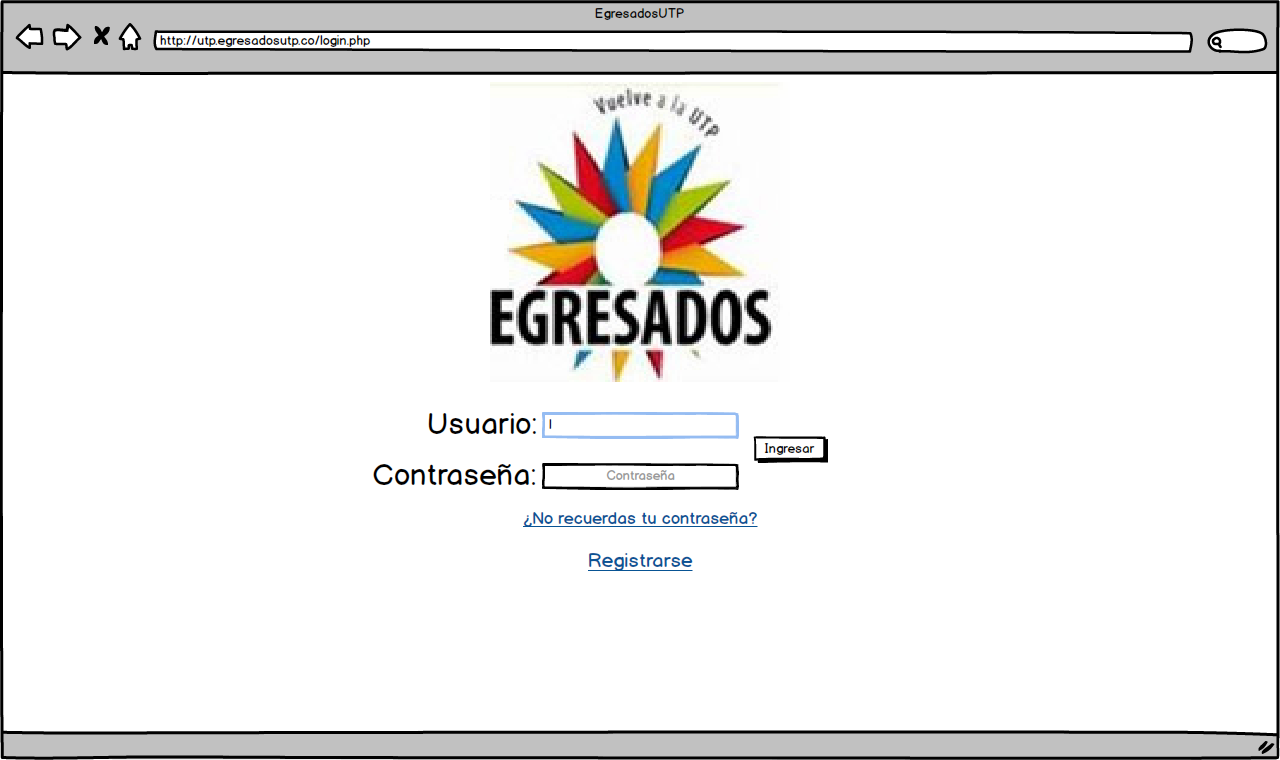 EgresadosUTP
http://utp.egresadosutp.co/login.php
Vuelve a la UTP
EGRESADOS
Usuario:
Ingresar
Contraseña: Contraseña
¿No recuerdas tu contraseña?
Registrarse